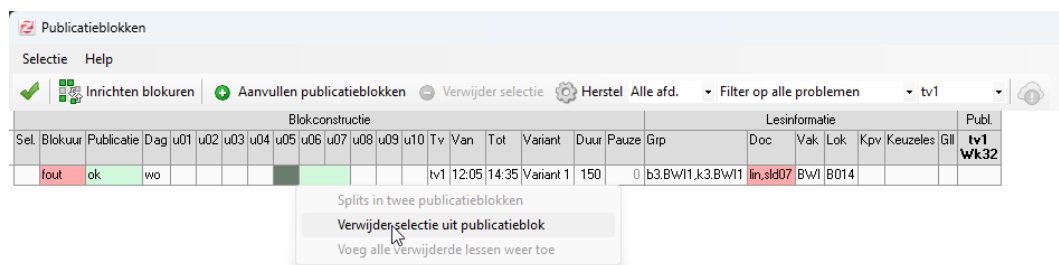 Publicatieblokken
Selectie Help
Inrichten blokuren Aanvullen publicatieblokken Verwijder selectie Herstel Alle afd. Filter op alle problemen tv1
Blokconstructie Lesinformatie Publ.
Sel. Blokuur Publicatie Dag u01 u02 u03 u04 u05 u06 u07 u08 u09 u10 Tv Van Tot Variant Duur Pauze Grp Doc Vak Lok Kpv Keuzeles Gll tv1
Wk32
fout ok wo tv1 12:05 14:35 Variant 1 150 0 b3.BWI1,k3.BWI1 lin,sld07 BWI B014
Splits in twee publicatieblokken
Verwijder selectie uit publicatieblok
Voeg alle verwijderde lessen weer toe